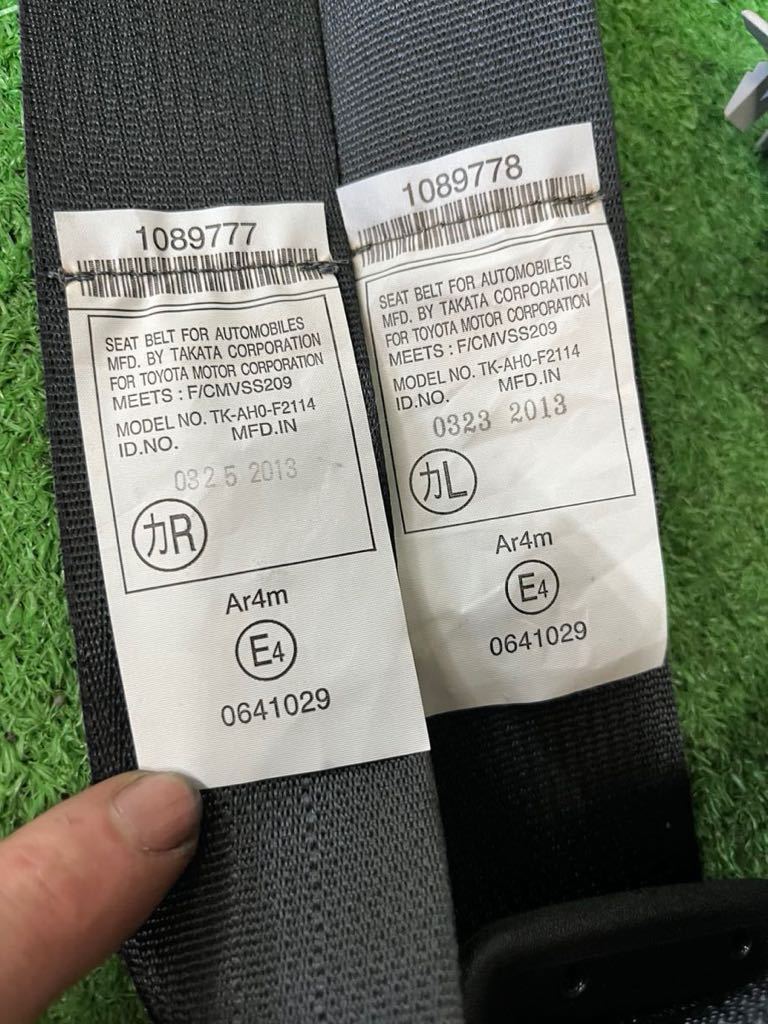 1089777
SEAT BELT FOR AUTOMOBILES
MFD. BY TAKATA CORPORATION
FOR TOYOTA MOTOR CORPORATION
MEETS : F/CMVSS209
MODEL NO. TK-AH0-F2114
ID.NO. MFD.IN
0325 2013
カR
Ar4m
E4
0641029
1089778
SEAT BELT FOR AUTOMOBILES
MFD. BY TAKATA CORPORATION
FOR TOYOTA MOTOR CORPORATION
MEETS : F/CMVSS209
MODEL NO. TK-AH0-F2114
ID.NO. MFD.IN
0323 2013
カL
Ar4m
E4
0641029